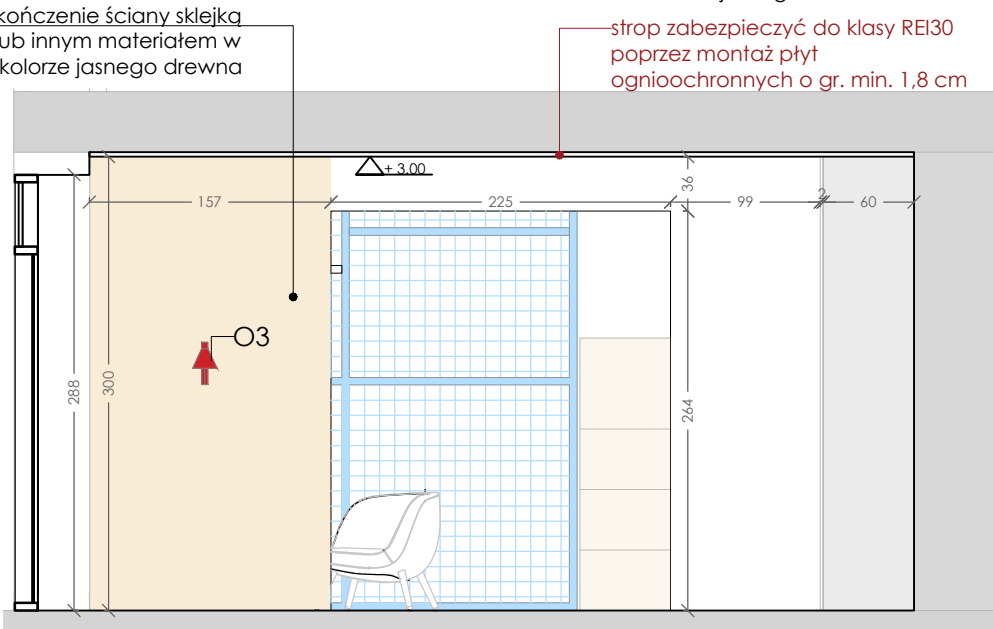 kończenie ściany sklejką
ub innym materiałem w
kolorze jasnego drewna
strop zabezpieczyć do klasy REI30
poprzez montaż płyt
ognioochronnych o gr. min. 1,8 cm
+ 3.00
36
157
225
99
2
60
O3
288
300
264